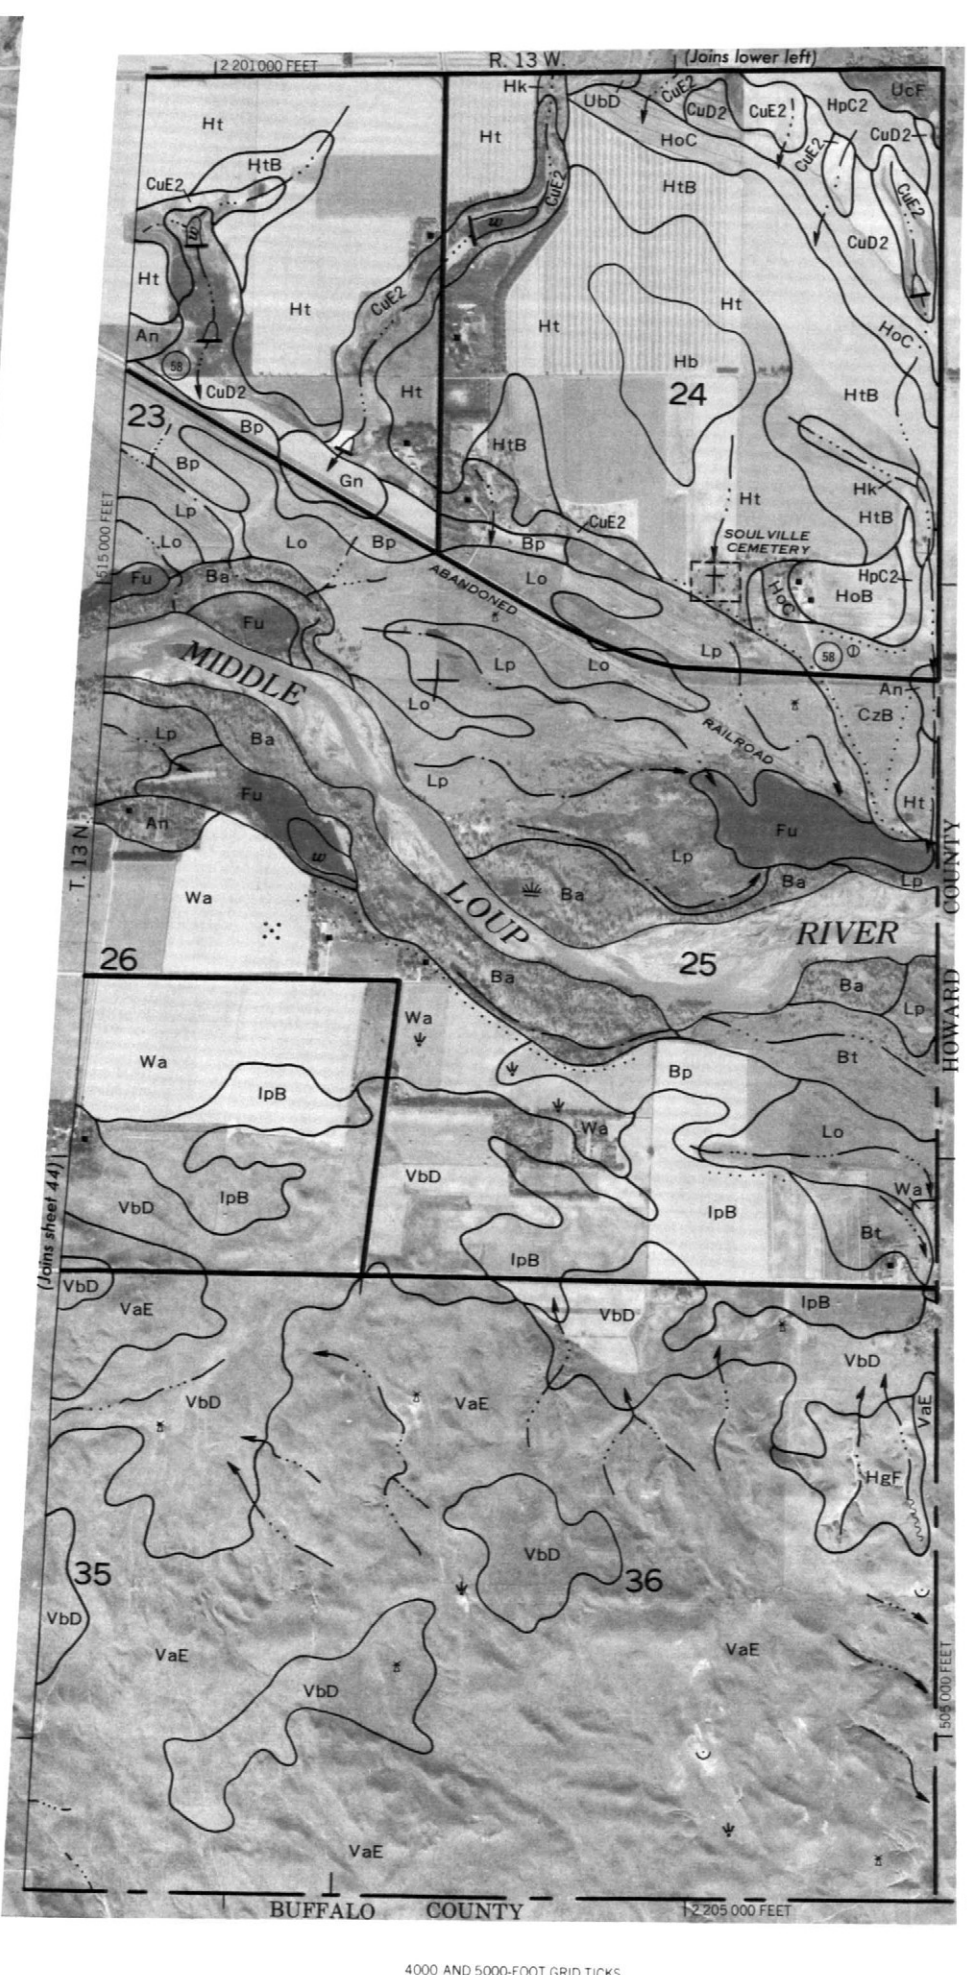 R. 13 W.
(Joins lower left)
2 201 000 FEET
Hk
UbD
CuE2
CuD2
CuE2
HpC2
UcF
Ht
Ht
HoC
CuD2
CuE2
HtB
CuE2
HtB
CuE2
CuE2
w
w
CuD2
Ht
CuE2
Ht
Ht
Ht
An
HoC
58
Ht
Hb
24
HtB
CuD2
23
Bp
HtB
Bp
Gn
Hk
Ht
Lp
HtB
515 000 FEET
CuE2
SOULVILLE
CEMETERY
Lo
Lo
Bp
Bp
Fu
Ba
ABANDONED
Lo
HoC
HpC2
HoB
Fu
58
MIDDLE
Lp
Lo
Lp
An
Lo
CzB
Lp
Ba
RAILROAD
Lp
Fu
Ht
An
Fu
T. 13 N.
w
Lp
Ba
Lp
Wa
Ba
LOUP
RIVER
HOWARD COUNTY
26
25
Ba
Ba
Lp
Wa
Wa
Bt
IpB
Bp
Wa
Lo
(Joins sheet 44)
VbD
IpB
VbD
IpB
Wa
Bt
IpB
VbD
VaE
VbD
IpB
VbD
VbD
VaE
VaE
HgF
35
VbD
36
VbD
VaE
VaE
VbD
505 000 FEET
VaE
BUFFALO COUNTY
2 205 000 FEET
4000 AND 5000-FOOT GRID TICKS